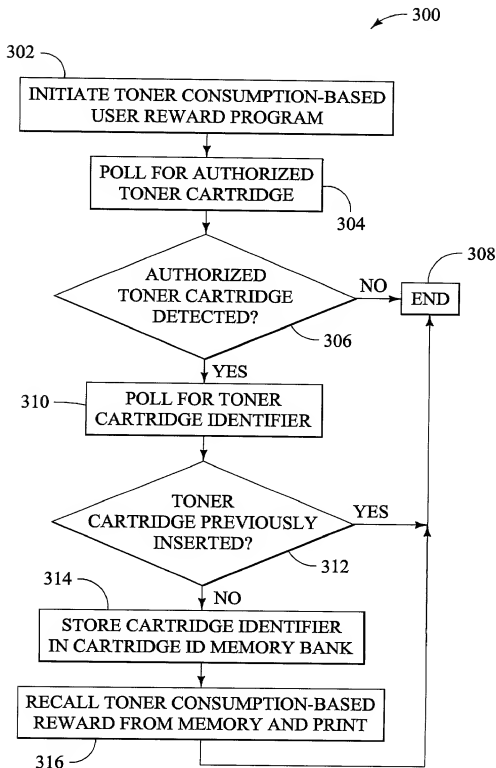 300
302
INITIATE TONER CONSUMPTION-BASED
USER REWARD PROGRAM
POLL FOR AUTHORIZED
TONER CARTRIDGE
304
308
AUTHORIZED
TONER CARTRIDGE
DETECTED?
NO
END
306
YES
310
POLL FOR TONER
CARTRIDGE IDENTIFIER
TONER
CARTRIDGE PREVIOUSLY
INSERTED?
YES
312
314
NO
STORE CARTRIDGE IDENTIFIER
IN CARTRIDGE ID MEMORY BANK
RECALL TONER CONSUMPTION-BASED
REWARD FROM MEMORY AND PRINT
316